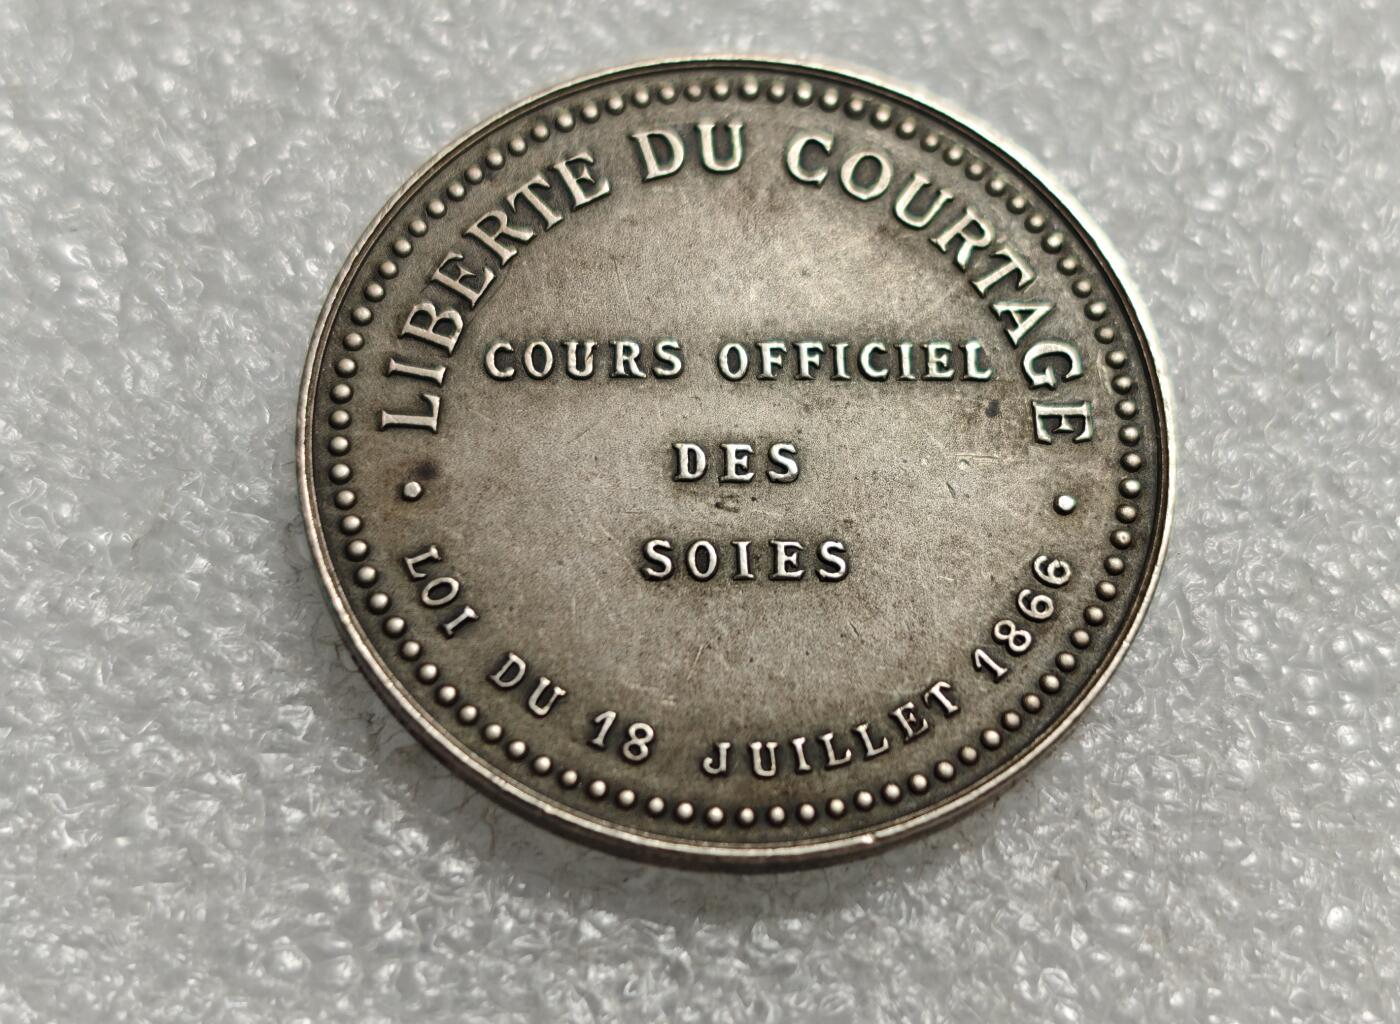 LIBERTE DU COURTAGE
COURS OFFICIEL
DES
SOIES
LOI DU 18 JUILLET 1866